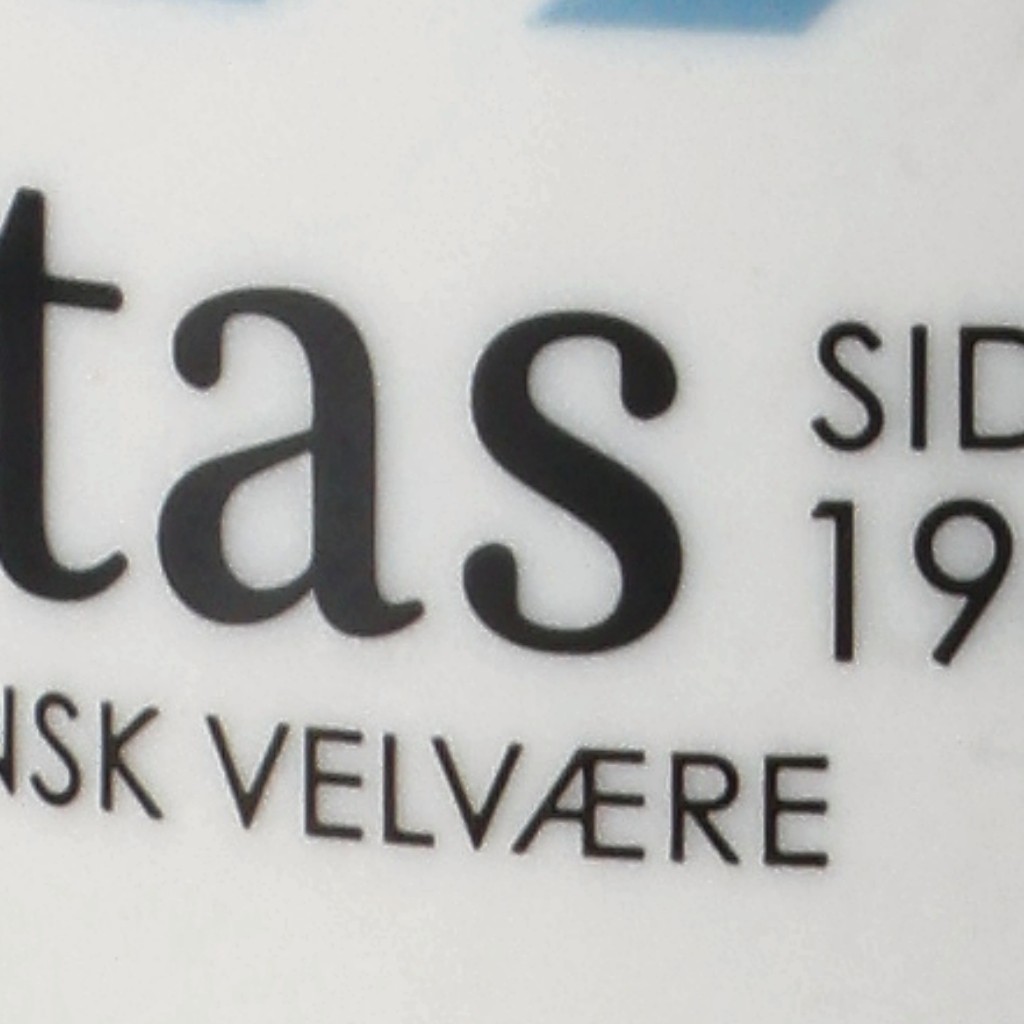 tas
SID
19
NSK VELVÆRE